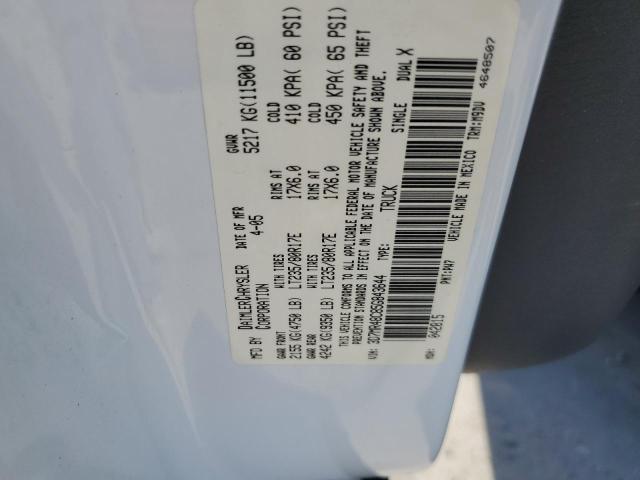 MFD BY DAIMLERCHRYSLER CORPORATION DATE OF MFR 4-05 GVWR 5217 KG(11500 LB)
GAWR FRONT WITH TIRES RIMS AT COLD
2155 KG(4750 LB) LT235/80R17E 17X6.0 410 KPA( 60 PSI)
GAWR REAR WITH TIRES RIMS AT COLD
4242 KG(9350 LB) LT235/80R17E 17X6.0 450 KPA( 65 PSI)
THIS VEHICLE CONFORMS TO ALL APPLICABLE FEDERAL MOTOR VEHICLE SAFETY AND THEFT
PREVENTION STANDARDS IN EFFECT ON THE DATE OF MANUFACTURE SHOWN ABOVE.
VIN: 3D7MA48C85G843644 TYPE: TRUCK SINGLE DUAL X
MDH: 042015 PNT:PW7 VEHICLE MADE IN MEXICO TRM:M9DV 4648507